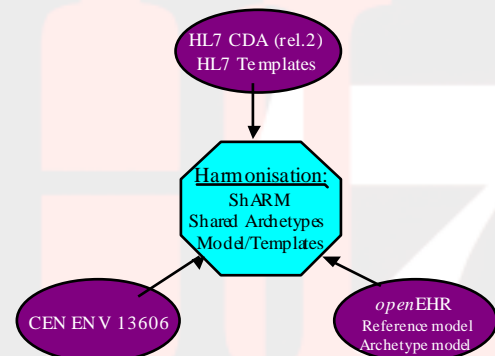 HL7 CDA (rel.2)
HL7 Templates
Harmonisation:
ShARM
Shared Archetypes
Model/Templates
CEN ENV 13606
openEHR
Reference model
Archetype model